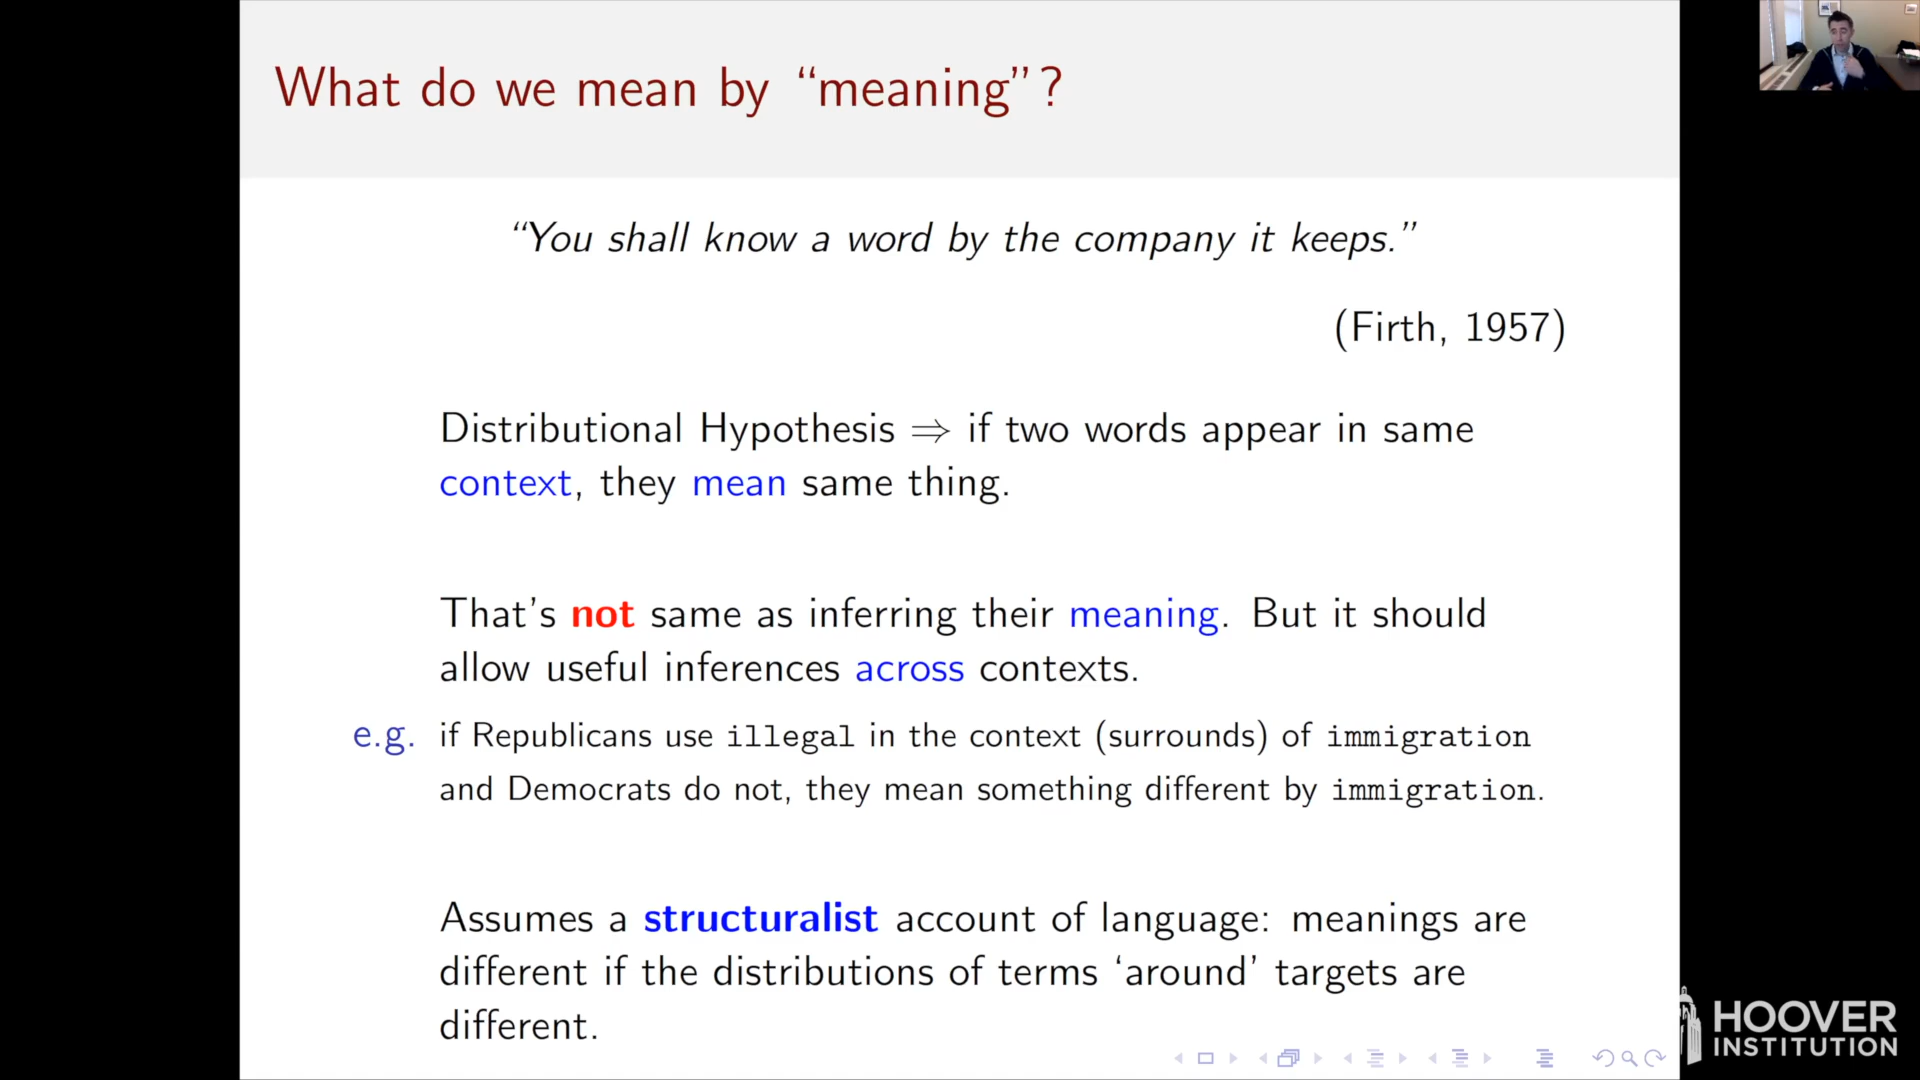 What do we mean by “meaning”?
“You shall know a word by the company it keeps.”
(Firth, 1957)
Distributional Hypothesis ⇒ if two words appear in same
context, they mean same thing.
That’s not same as inferring their meaning. But it should
allow useful inferences across contexts.
e.g. if Republicans use illegal in the context (surrounds) of immigration
and Democrats do not, they mean something different by immigration.
Assumes a structuralist account of language: meanings are
different if the distributions of terms ‘around’ targets are
different.
HOOVER
INSTITUTION